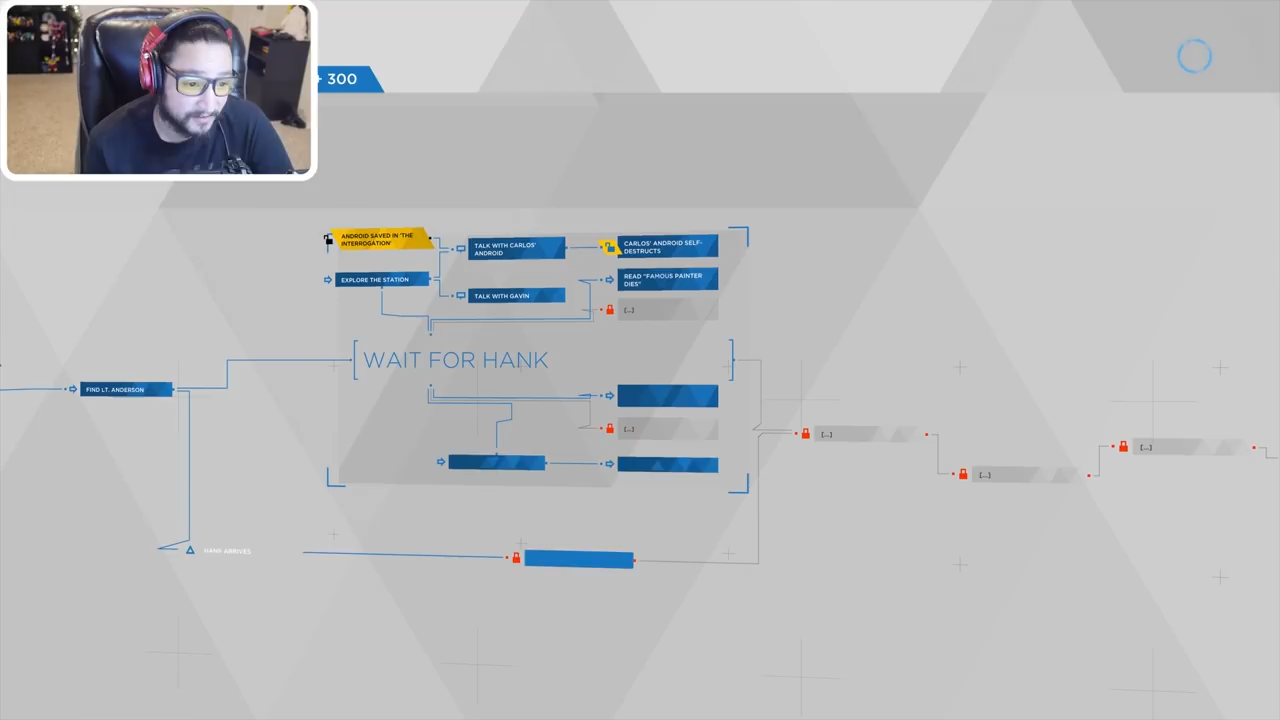 + 300
ANDROID SAVED IN 'THE
INTERROGATION'
TALK WITH CARLOS'
ANDROID
CARLOS' ANDROID SELF-
DESTRUCTS
EXPLORE THE STATION
READ "FAMOUS PAINTER
DIES"
TALK WITH GAVIN
[...]
WAIT FOR HANK
FIND LT. ANDERSON
[...]
[...]
[...]
[...]
HANK ARRIVES